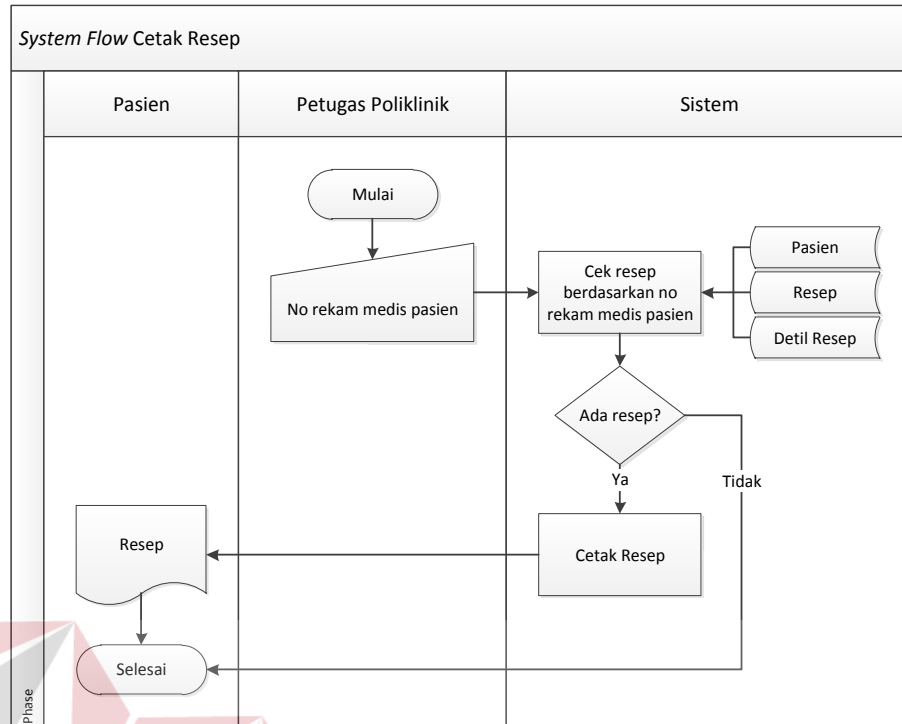 System Flow Cetak Resep
Pasien
Petugas Poliklinik
Sistem
Mulai
No rekam medis pasien
Cek resep
berdasarkan no
rekam medis pasien
Pasien
Resep
Detil Resep
Ada resep?
Ya
Tidak
Resep
Cetak Resep
Selesai
Phase